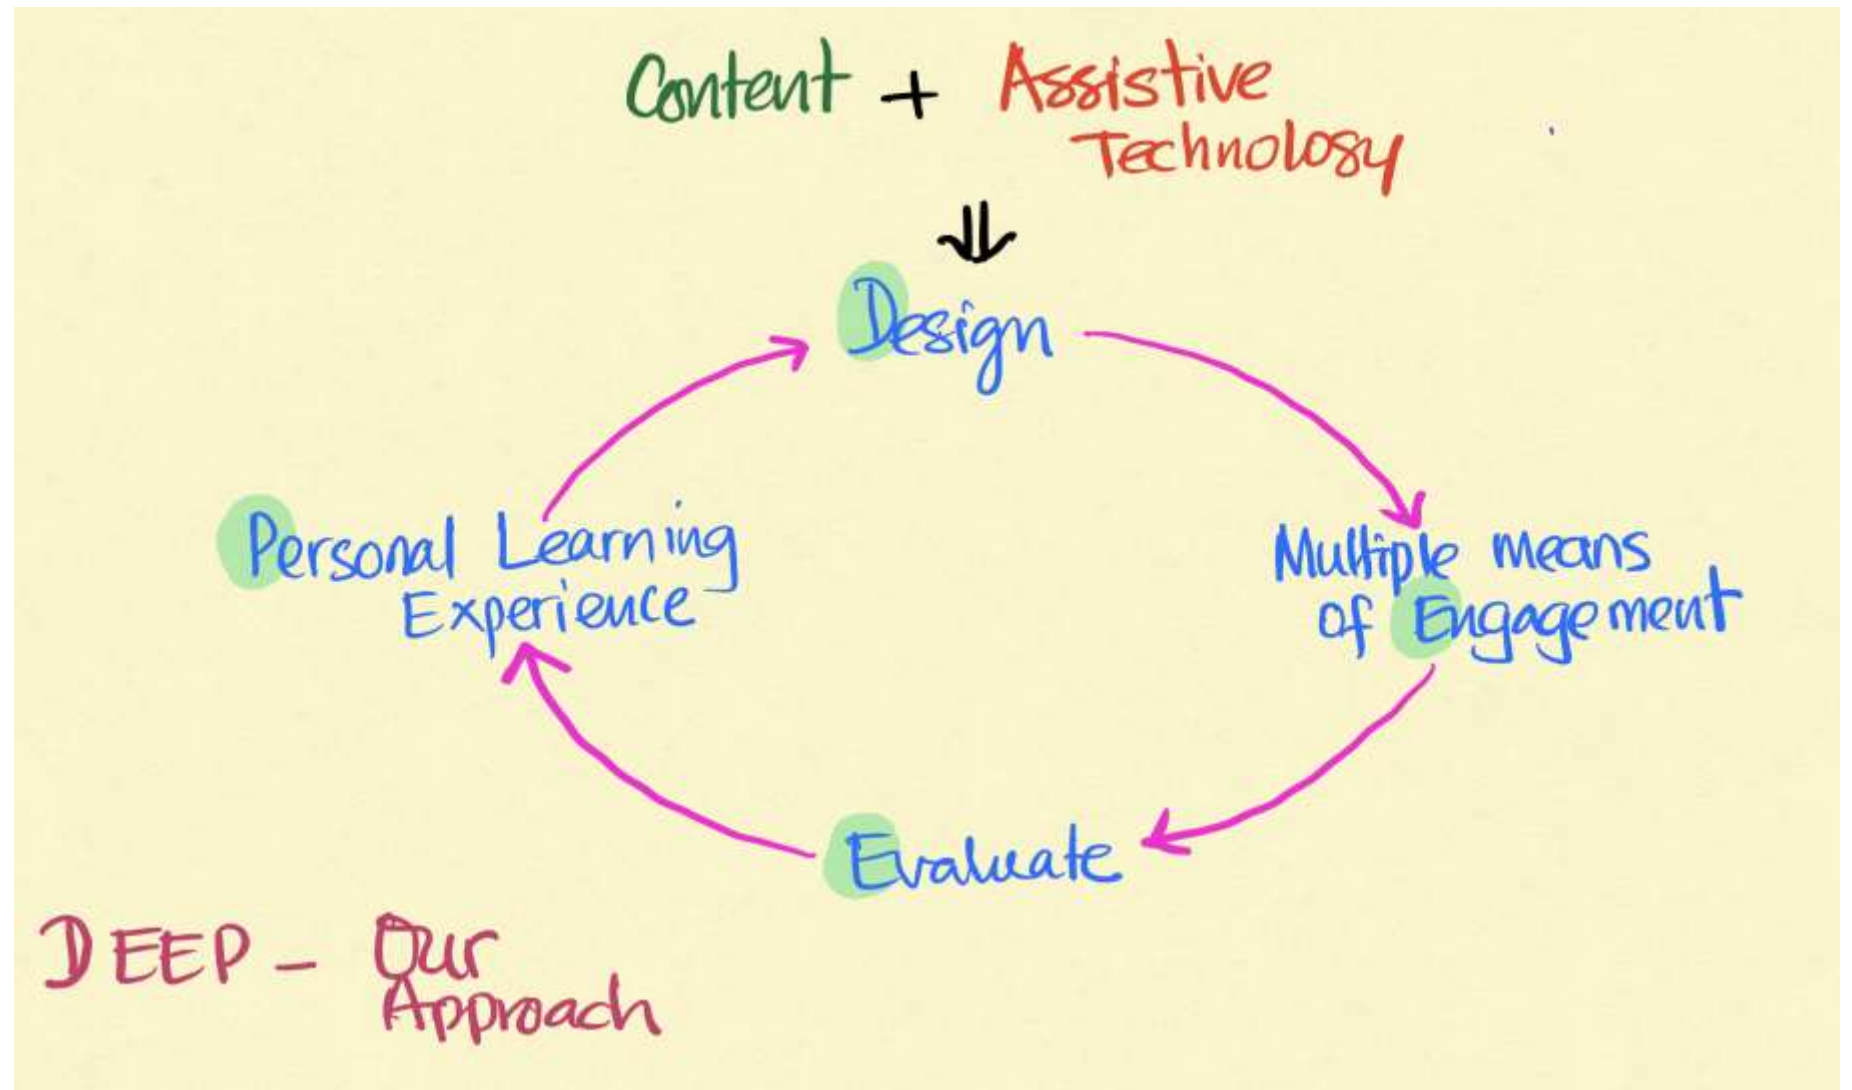 Content + Assistive
Technology
Design
Personal Learning
Experience
Multiple means
of Engagement
Evaluate
DEEP - Our
Approach